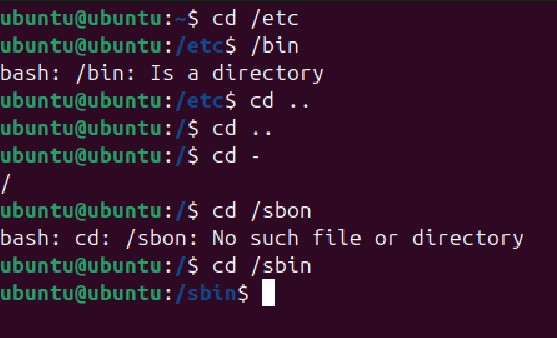 ubuntu@ubuntu:~$ cd /etc
ubuntu@ubuntu:/etc$ /bin
bash: /bin: Is a directory
ubuntu@ubuntu:/etc$ cd ..
ubuntu@ubuntu:/$ cd ..
ubuntu@ubuntu:/$ cd -
/
ubuntu@ubuntu:/$ cd /sbon
bash: cd: /sbon: No such file or directory
ubuntu@ubuntu:/$ cd /sbin
ubuntu@ubuntu:/sbin$